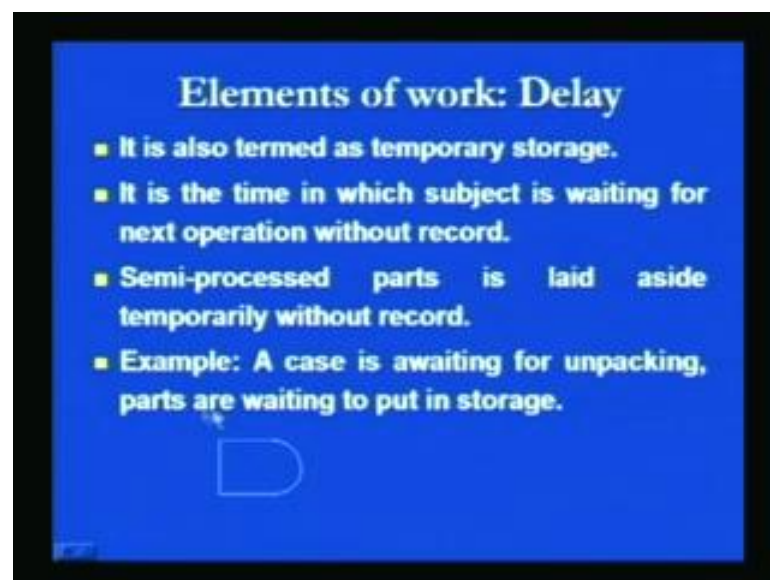 Elements of work: Delay
It is also termed as temporary storage.
It is the time in which subject is waiting for
next operation without record.
Semi-processed parts is laid aside
temporarily without record.
Example: A case is awaiting for unpacking,
parts are waiting to put in storage.